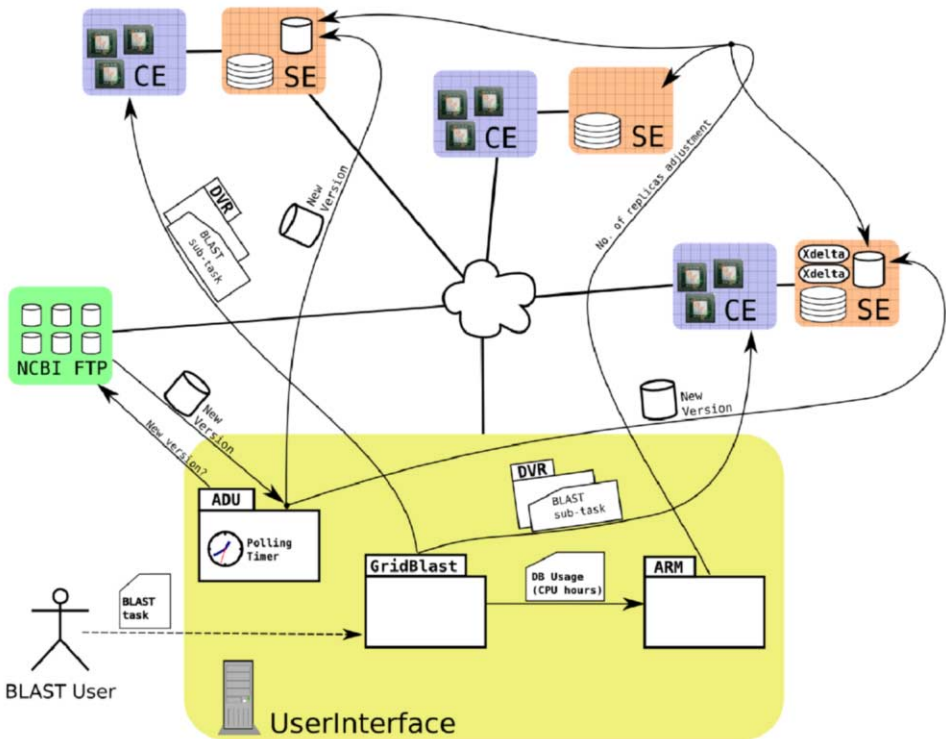 CE
SE
CE
SE
No. of replicas adjustment
New
Version
DVR
BLAST
sub-task
CE
Xdelta
Xdelta
SE
NCBI FTP
New
Version
New version?
New
Version
ADU
Polling
Timer
DVR
BLAST
sub-task
GridBlast
DB Usage
(CPU hours)
ARM
BLAST
task
BLAST User
UserInterface